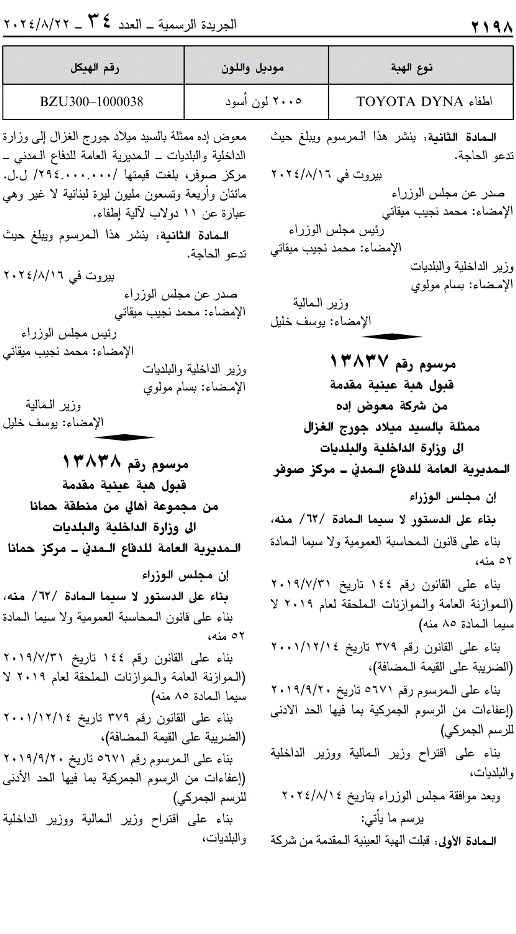 ٢١٩٨
الجريدة الرسمية ـ العدد ٣٤ ـ ٢٠٢٤/٨/٢٢
نوع الهبة
موديل واللون
رقم الهيكل
اطفاء TOYOTA DYNA
٢٠٠٥ لون أسود
BZU300–1000038
المادة الثانية: ينشر هذا المرسوم ويبلغ حيث
تدعو الحاجة.
بيروت في ٢٠٢٤/٨/١٦
صدر عن مجلس الوزراء
الإمضاء: محمد نجيب ميقاتي
رئيس مجلس الوزراء
الإمضاء: محمد نجيب ميقاتي
وزير الداخلية والبلديات
الإمضاء: بسام مولوي
وزير المالية
الإمضاء: يوسف خليل
مرسوم رقم ١٣٨٣٧
قبول هبة عينية مقدمة
من شركة معوض إده
ممثلة بالسيد ميلاد جورج الغزال
الى وزارة الداخلية والبلديات
المديرية العامة للدفاع المدني ـ مركز صوفر
إن مجلس الوزراء
بناء على الدستور لا سيما المادة /٦٢/ منه،
بناء على قانون المحاسبة العمومية ولا سيما المادة
٥٢ منه،
بناء على القانون رقم ١٤٤ تاريخ ٢٠١٩/٧/٣١
(الموازنة العامة والموازنات الملحقة لعام ٢٠١٩ لا
سيما المادة ٨٥ منه)
بناء على القانون رقم ٣٧٩ تاريخ ٢٠٠١/١٢/١٤
(الضريبة على القيمة المضافة)،
بناء على المرسوم رقم ٥٦٧١ تاريخ ٢٠١٩/٩/٢٠
(إعفاءات من الرسوم الجمركية بما فيها الحد الادنى
للرسم الجمركي)
بناء على اقتراح وزير المالية ووزير الداخلية
والبلديات،
وبعد موافقة مجلس الوزراء بتاريخ ٢٠٢٤/٨/١٤
يرسم ما يأتي:
المادة الأولى: قبلت الهبة العينية المقدمة من شركة
معوض إده ممثلة بالسيد ميلاد جورج الغزال إلى وزارة
الداخلية والبلديات ـ المديرية العامة للدفاع المدني ـ
مركز صوفر، بلغت قيمتها /٢٩٤.٠٠٠.٠٠٠/ ل.ل.
مائتان وأربعة وتسعون مليون ليرة لبنانية لا غير وهي
عبارة عن ١١ دولاب لآلية إطفاء.
المادة الثانية: ينشر هذا المرسوم ويبلغ حيث
تدعو الحاجة.
بيروت في ٢٠٢٤/٨/١٦
صدر عن مجلس الوزراء
الإمضاء: محمد نجيب ميقاتي
رئيس مجلس الوزراء
الإمضاء: محمد نجيب ميقاتي
وزير الداخلية والبلديات
الإمضاء: بسام مولوي
وزير المالية
الإمضاء: يوسف خليل
مرسوم رقم ١٣٨٣٨
قبول هبة عينية مقدمة
من مجموعة أهالي من منطقة حمانا
الى وزارة الداخلية والبلديات
المديرية العامة للدفاع المدني ـ مركز حمانا
إن مجلس الوزراء
بناء على الدستور لا سيما المادة /٦٢/ منه،
بناء على قانون المحاسبة العمومية ولا سيما المادة
٥٢ منه،
بناء على القانون رقم ١٤٤ تاريخ ٢٠١٩/٧/٣١
(الموازنة العامة والموازنات الملحقة لعام ٢٠١٩ لا
سيما المادة ٨٥ منه)
بناء على القانون رقم ٣٧٩ تاريخ ٢٠٠١/١٢/١٤
(الضريبة على القيمة المضافة)،
بناء على المرسوم رقم ٥٦٧١ تاريخ ٢٠١٩/٩/٢٠
(إعفاءات من الرسوم الجمركية بما فيها الحد الأدنى
للرسم الجمركي)
بناء على اقتراح وزير المالية ووزير الداخلية
والبلديات،